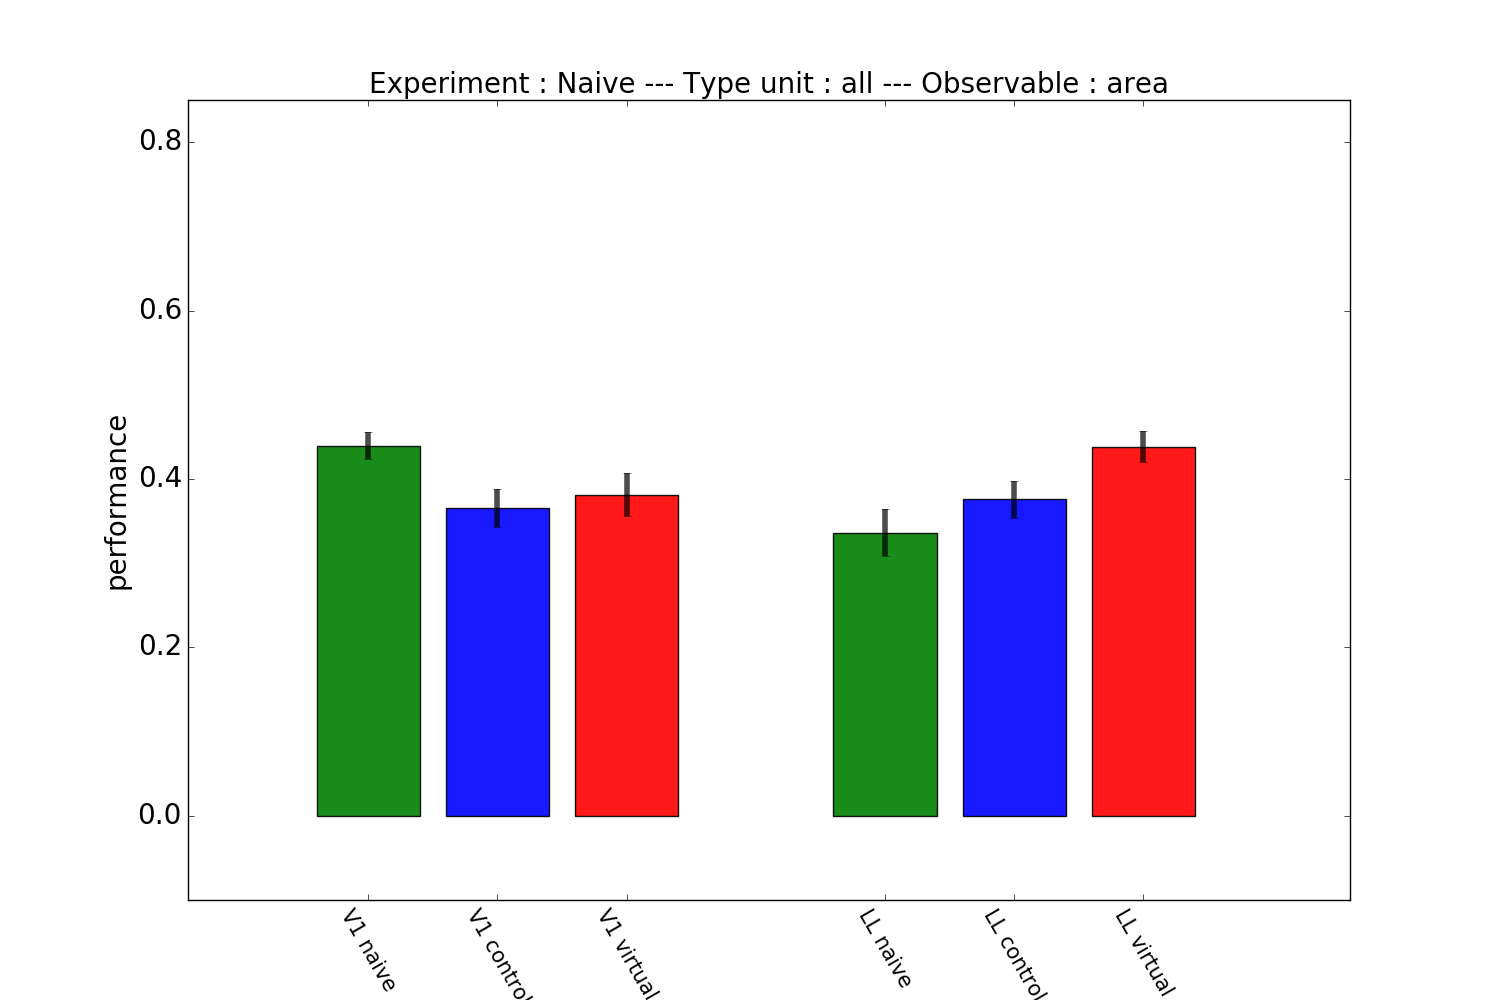 Experiment : Naive --- Type unit : all --- Observable : area
0.8
0.6
0.4
0.2
0.0
performance
V1 naive
V1 control
V1 virtual
LL naive
LL control
LL virtual